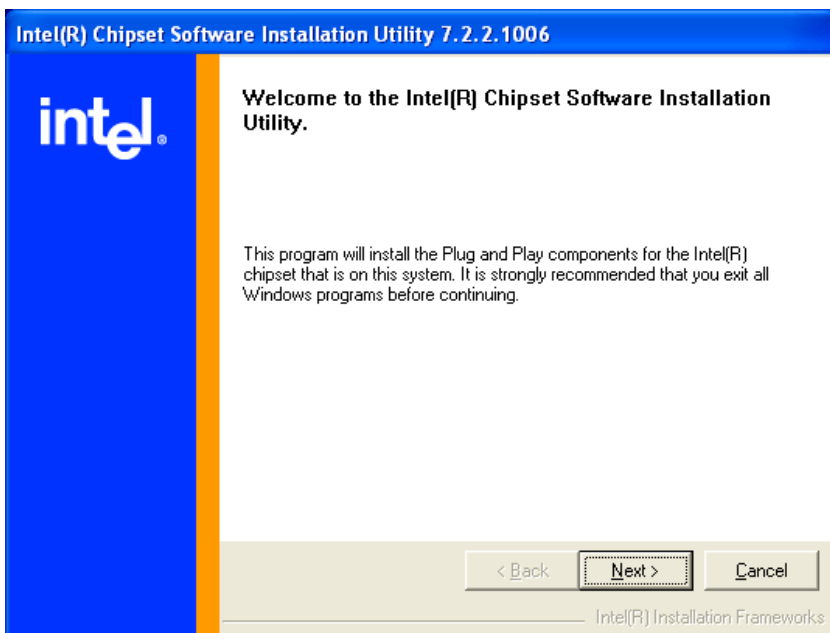 Intel(R) Chipset Software Installation Utility 7.2.2.1006
intel®
Welcome to the Intel(R) Chipset Software Installation
Utility.
This program will install the Plug and Play components for the Intel(R)
chipset that is on this system. It is strongly recommended that you exit all
Windows programs before continuing.
< Back
Next >
Cancel
Intel(R) Installation Frameworks